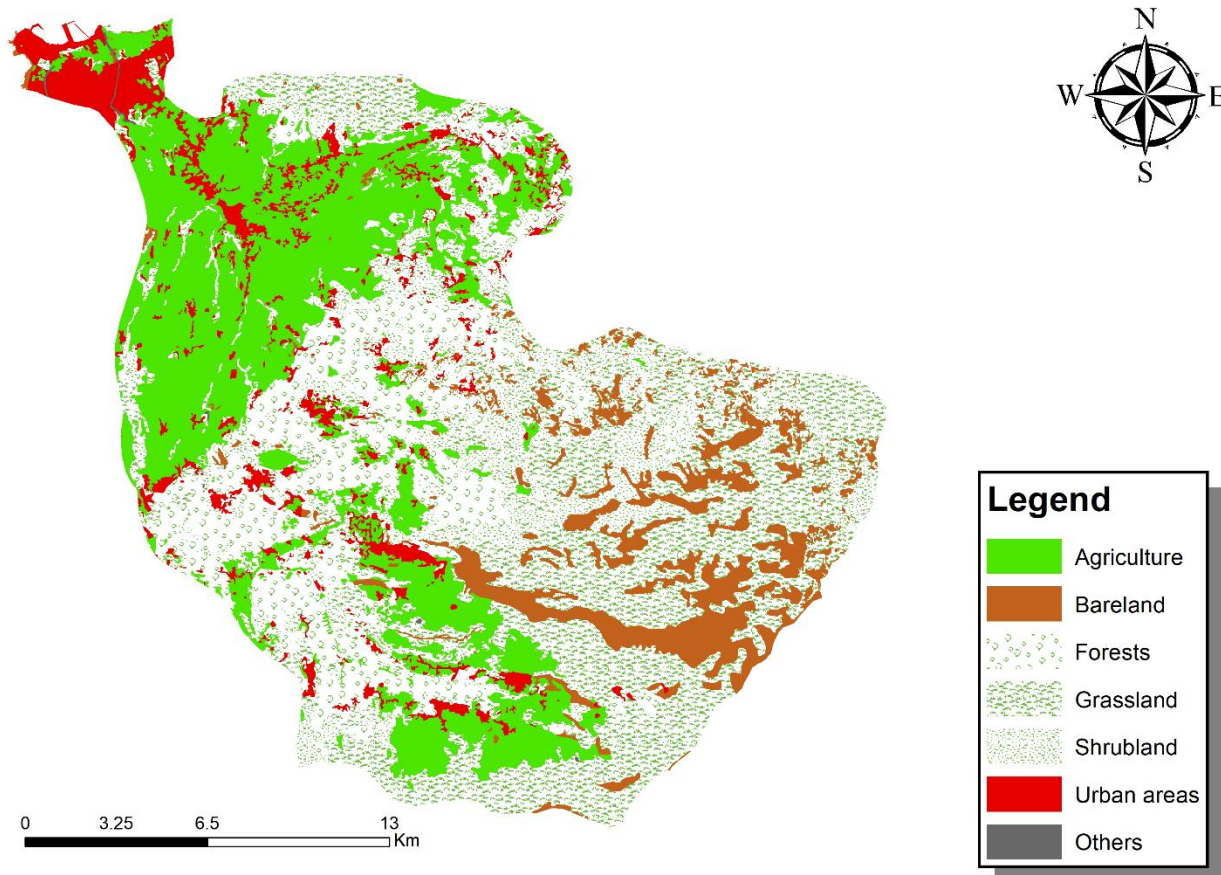 N
W E
S
Legend
Agriculture
Bareland
Forests
Grassland
Shrubland
Urban areas
Others
0 3.25 6.5 13
Km